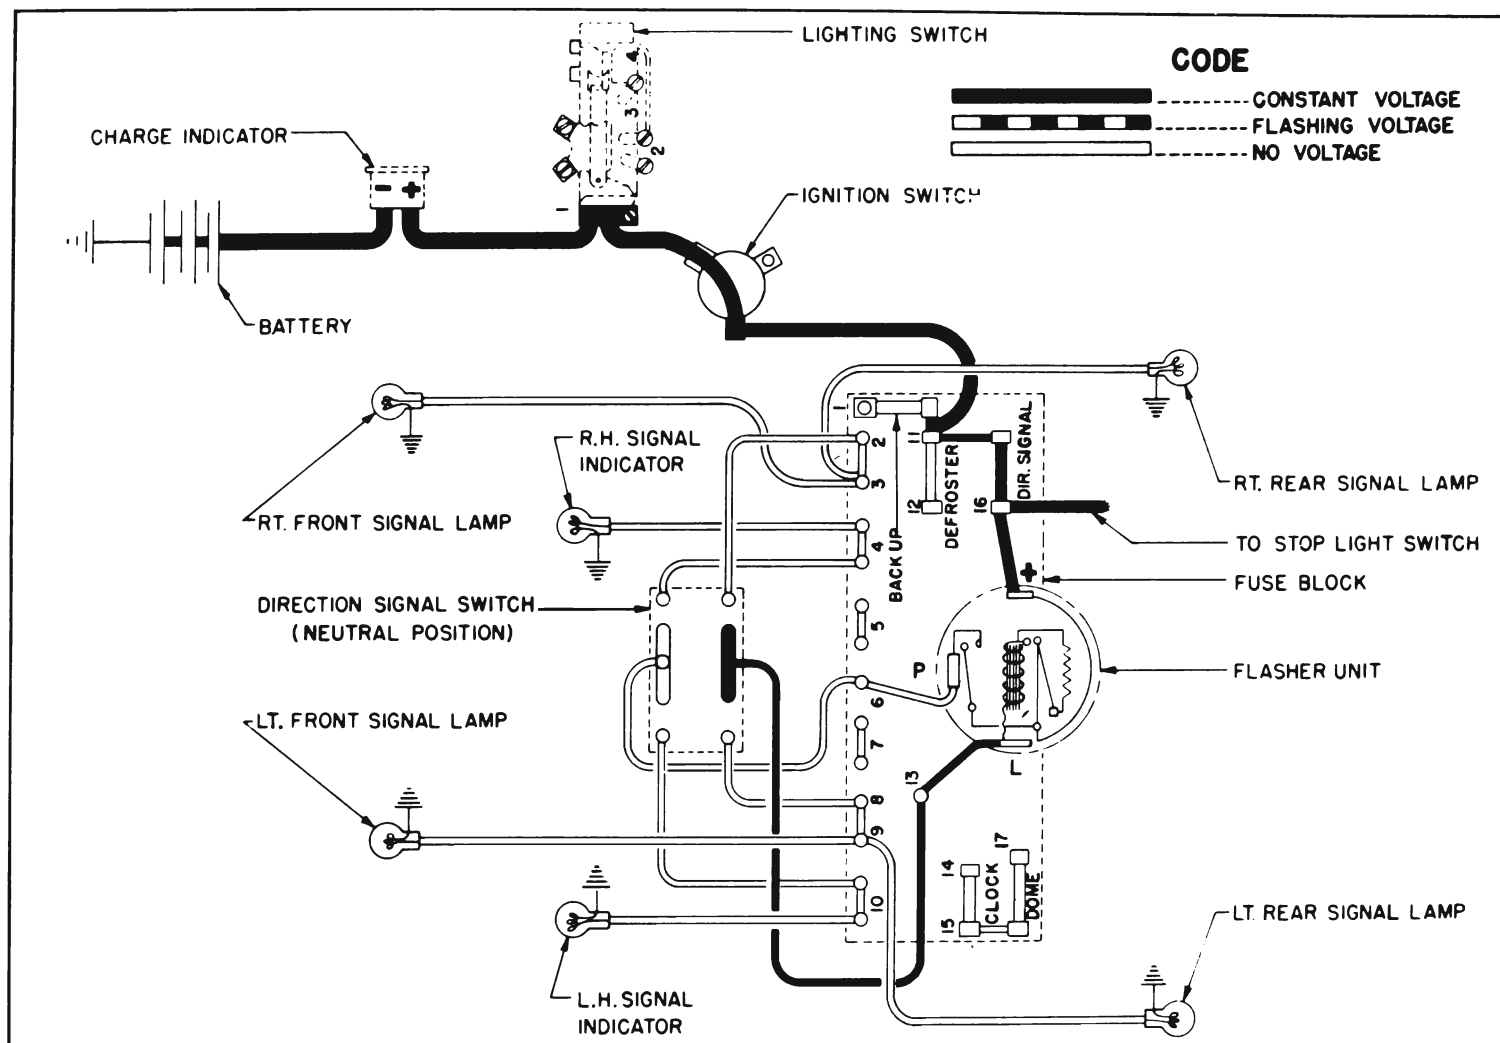 LIGHTING SWITCH
CODE
CONSTANT VOLTAGE
FLASHING VOLTAGE
NO VOLTAGE
CHARGE INDICATOR
- +
4
3
2
1
IGNITION SWITCH
BATTERY
R.H. SIGNAL
INDICATOR
RT. FRONT SIGNAL LAMP
1
2
3
4
5
6
7
8
9
10
11
12
13
14
15
16
17
BACK UP
DEFROSTER
DIR. SIGNAL
RT. REAR SIGNAL LAMP
TO STOP LIGHT SWITCH
FUSE BLOCK
DIRECTION SIGNAL SWITCH
(NEUTRAL POSITION)
+
P
L
FLASHER UNIT
LT. FRONT SIGNAL LAMP
CLOCK
DOME
LT. REAR SIGNAL LAMP
L.H. SIGNAL
INDICATOR